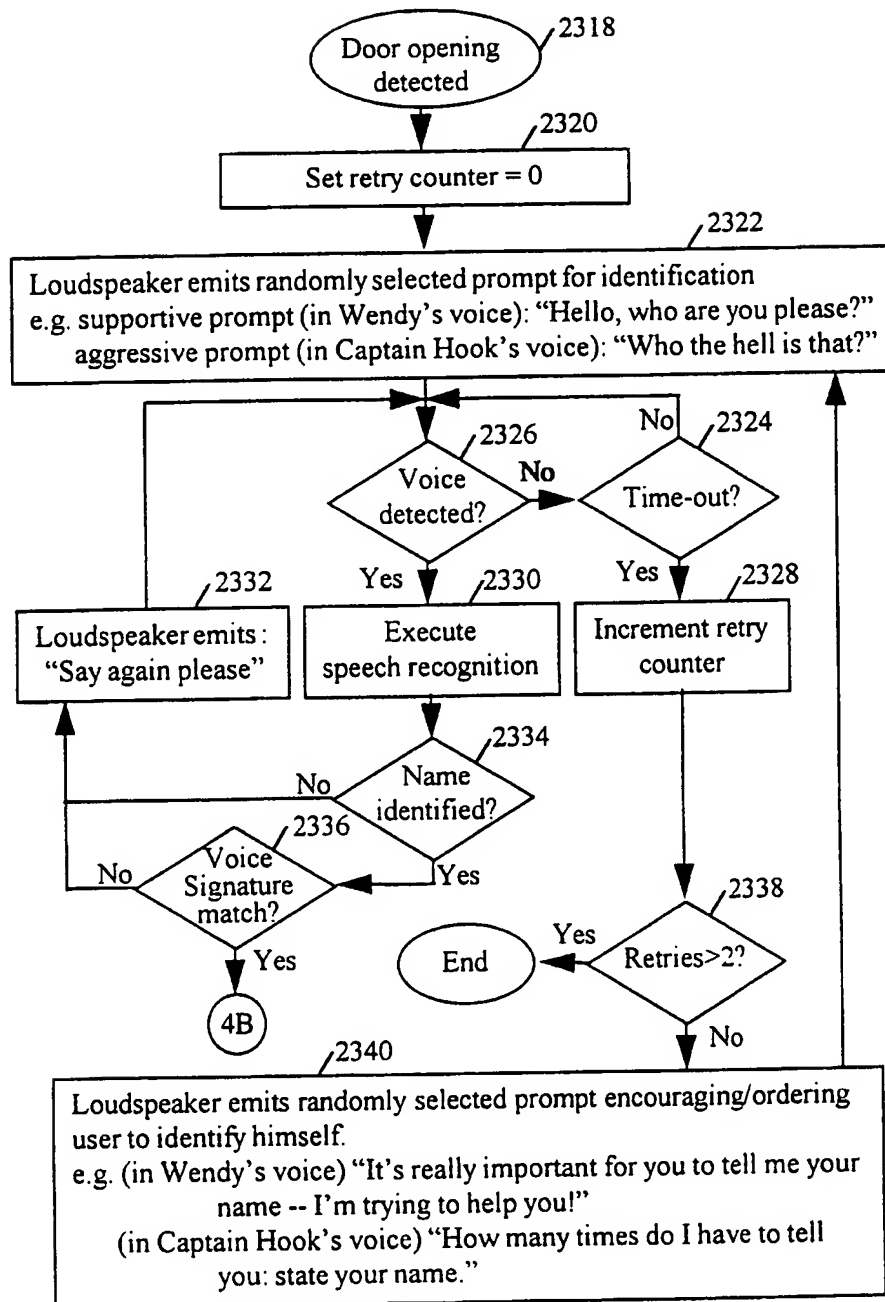 Door opening
detected
2318
2320
Set retry counter = 0
2322
Loudspeaker emits randomly selected prompt for identification
e.g. supportive prompt (in Wendy's voice): “Hello, who are you please?”
aggressive prompt (in Captain Hook's voice): “Who the hell is that?”
No
2324
2326
Voice
detected?
No
Time-out?
2332
Yes
2330
Yes
2328
Loudspeaker emits :
“Say again please”
Execute
speech recognition
Increment retry
counter
2334
No
Name
identified?
2336
Voice
Signature
match?
No
Yes
2338
Yes
End
Yes
Retries>2?
4B
No
2340
Loudspeaker emits randomly selected prompt encouraging/ordering
user to identify himself.
e.g. (in Wendy's voice) “It's really important for you to tell me your
name -- I'm trying to help you!”
(in Captain Hook's voice) “How many times do I have to tell
you: state your name.”